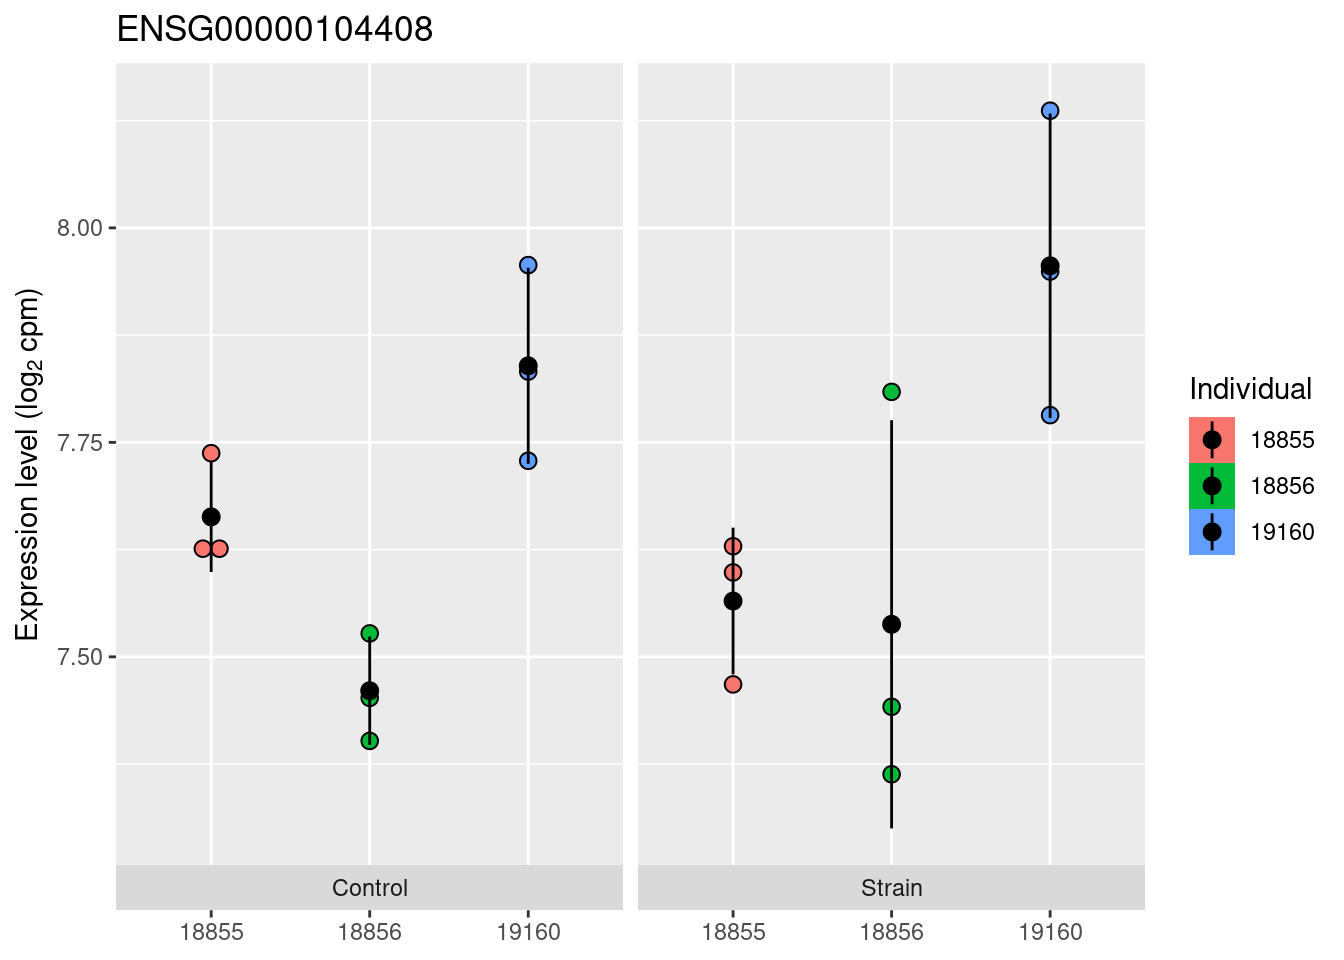 ENSG00000104408
Expression level (log₂ cpm)
8.00
7.75
7.50
Control
Strain
18855 18856 19160
18855 18856 19160
Individual
18855
18856
19160